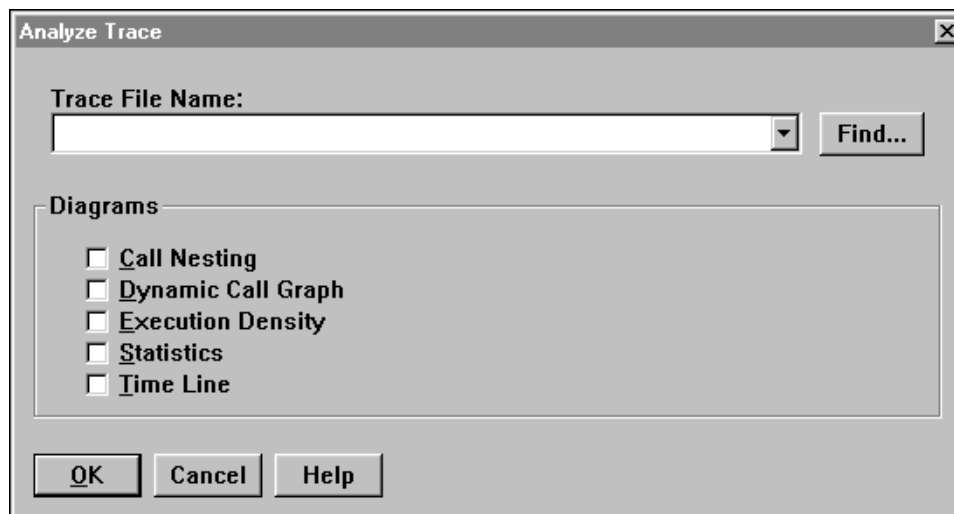 Analyze Trace
Trace File Name:
Find...
Diagrams
Call Nesting
Dynamic Call Graph
Execution Density
Statistics
Time Line
OK Cancel Help